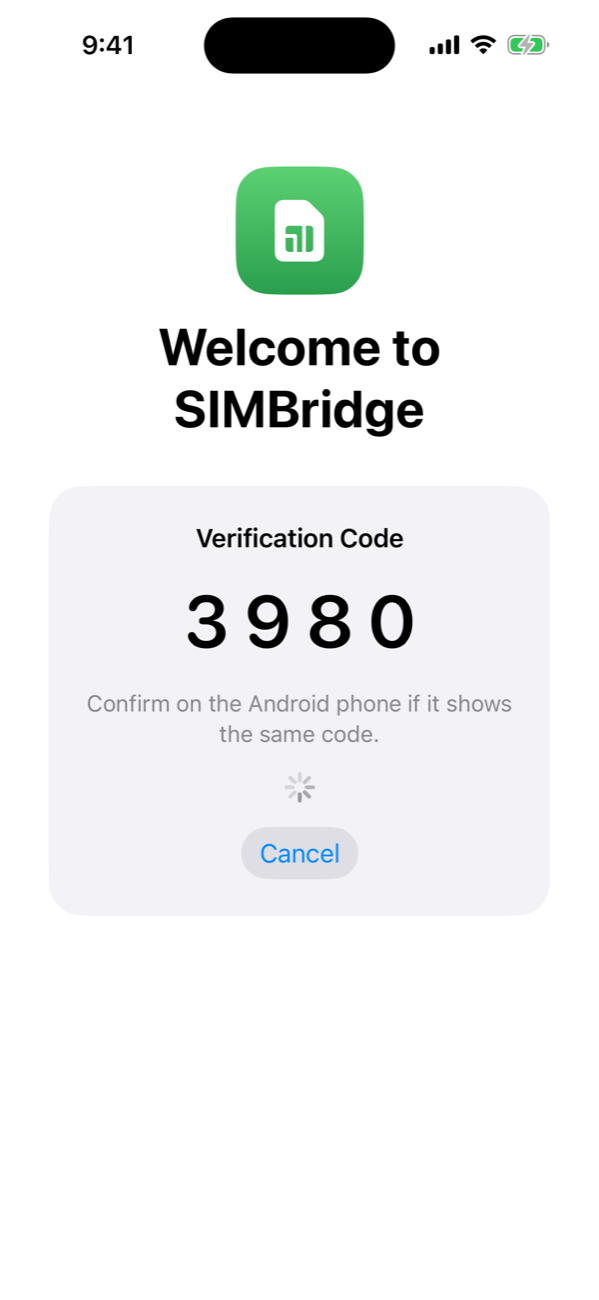 9:41
Welcome to
SIMBridge
Verification Code
3980
Confirm on the Android phone if it shows
the same code.
Cancel